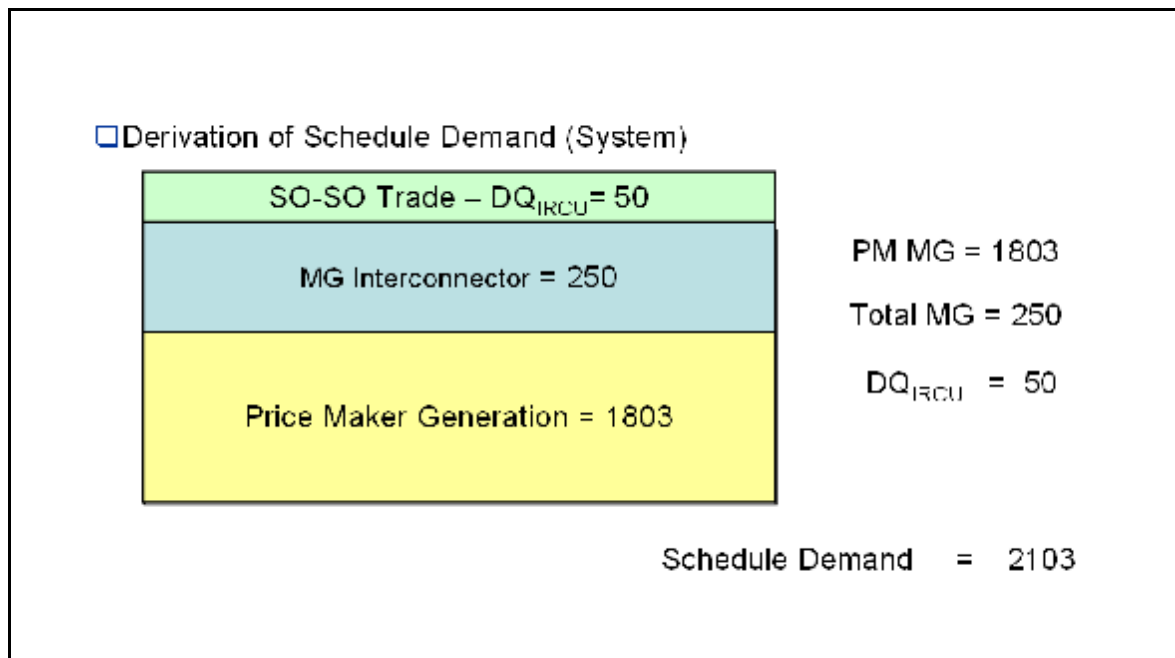 ❑Derivation of Schedule Demand (System)
SO-SO Trade – DQIRCU= 50
MG Interconnector = 250
Price Maker Generation = 1803
PM MG = 1803
Total MG = 250
DQIRCU = 50
Schedule Demand = 2103